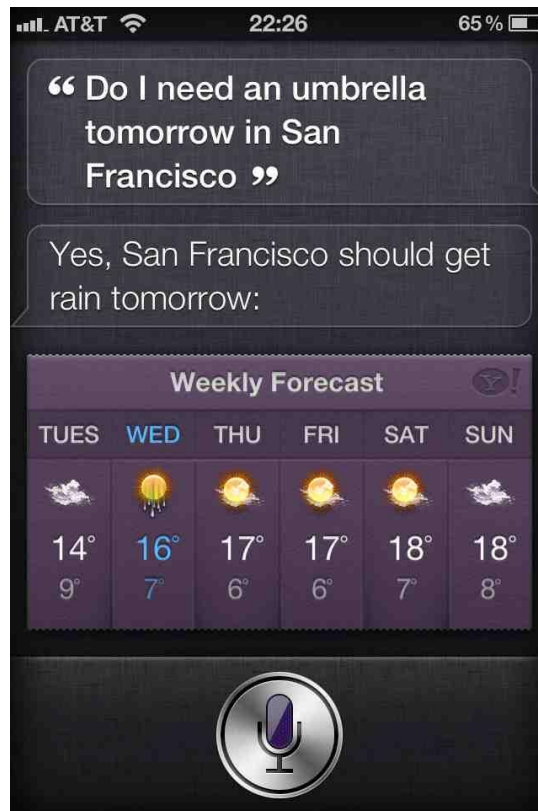 AT&T 22:26 65%
“ Do I need an umbrella
tomorrow in San
Francisco ”
Yes, San Francisco should get
rain tomorrow:
Weekly Forecast Y!
TUES WED THU FRI SAT SUN
14° 16° 17° 17° 18° 18°
9° 7° 6° 6° 7° 8°